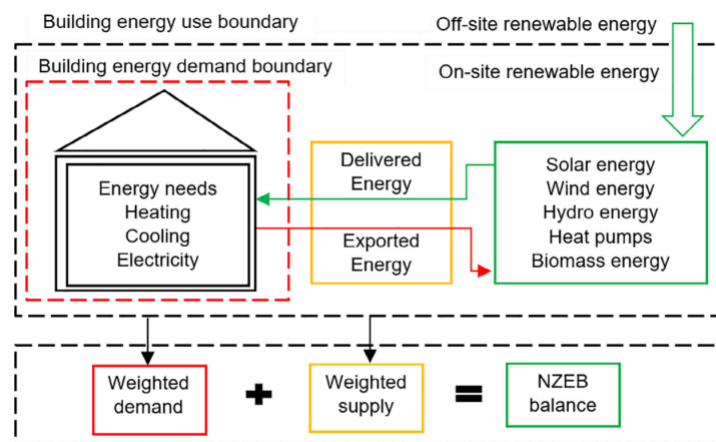 Building energy use boundary
Off-site renewable energy
Building energy demand boundary
On-site renewable energy
Energy needs
Heating
Cooling
Electricity
Delivered
Energy
Exported
Energy
Solar energy
Wind energy
Hydro energy
Heat pumps
Biomass energy
Weighted
demand
+
Weighted
supply
=
NZEB
balance